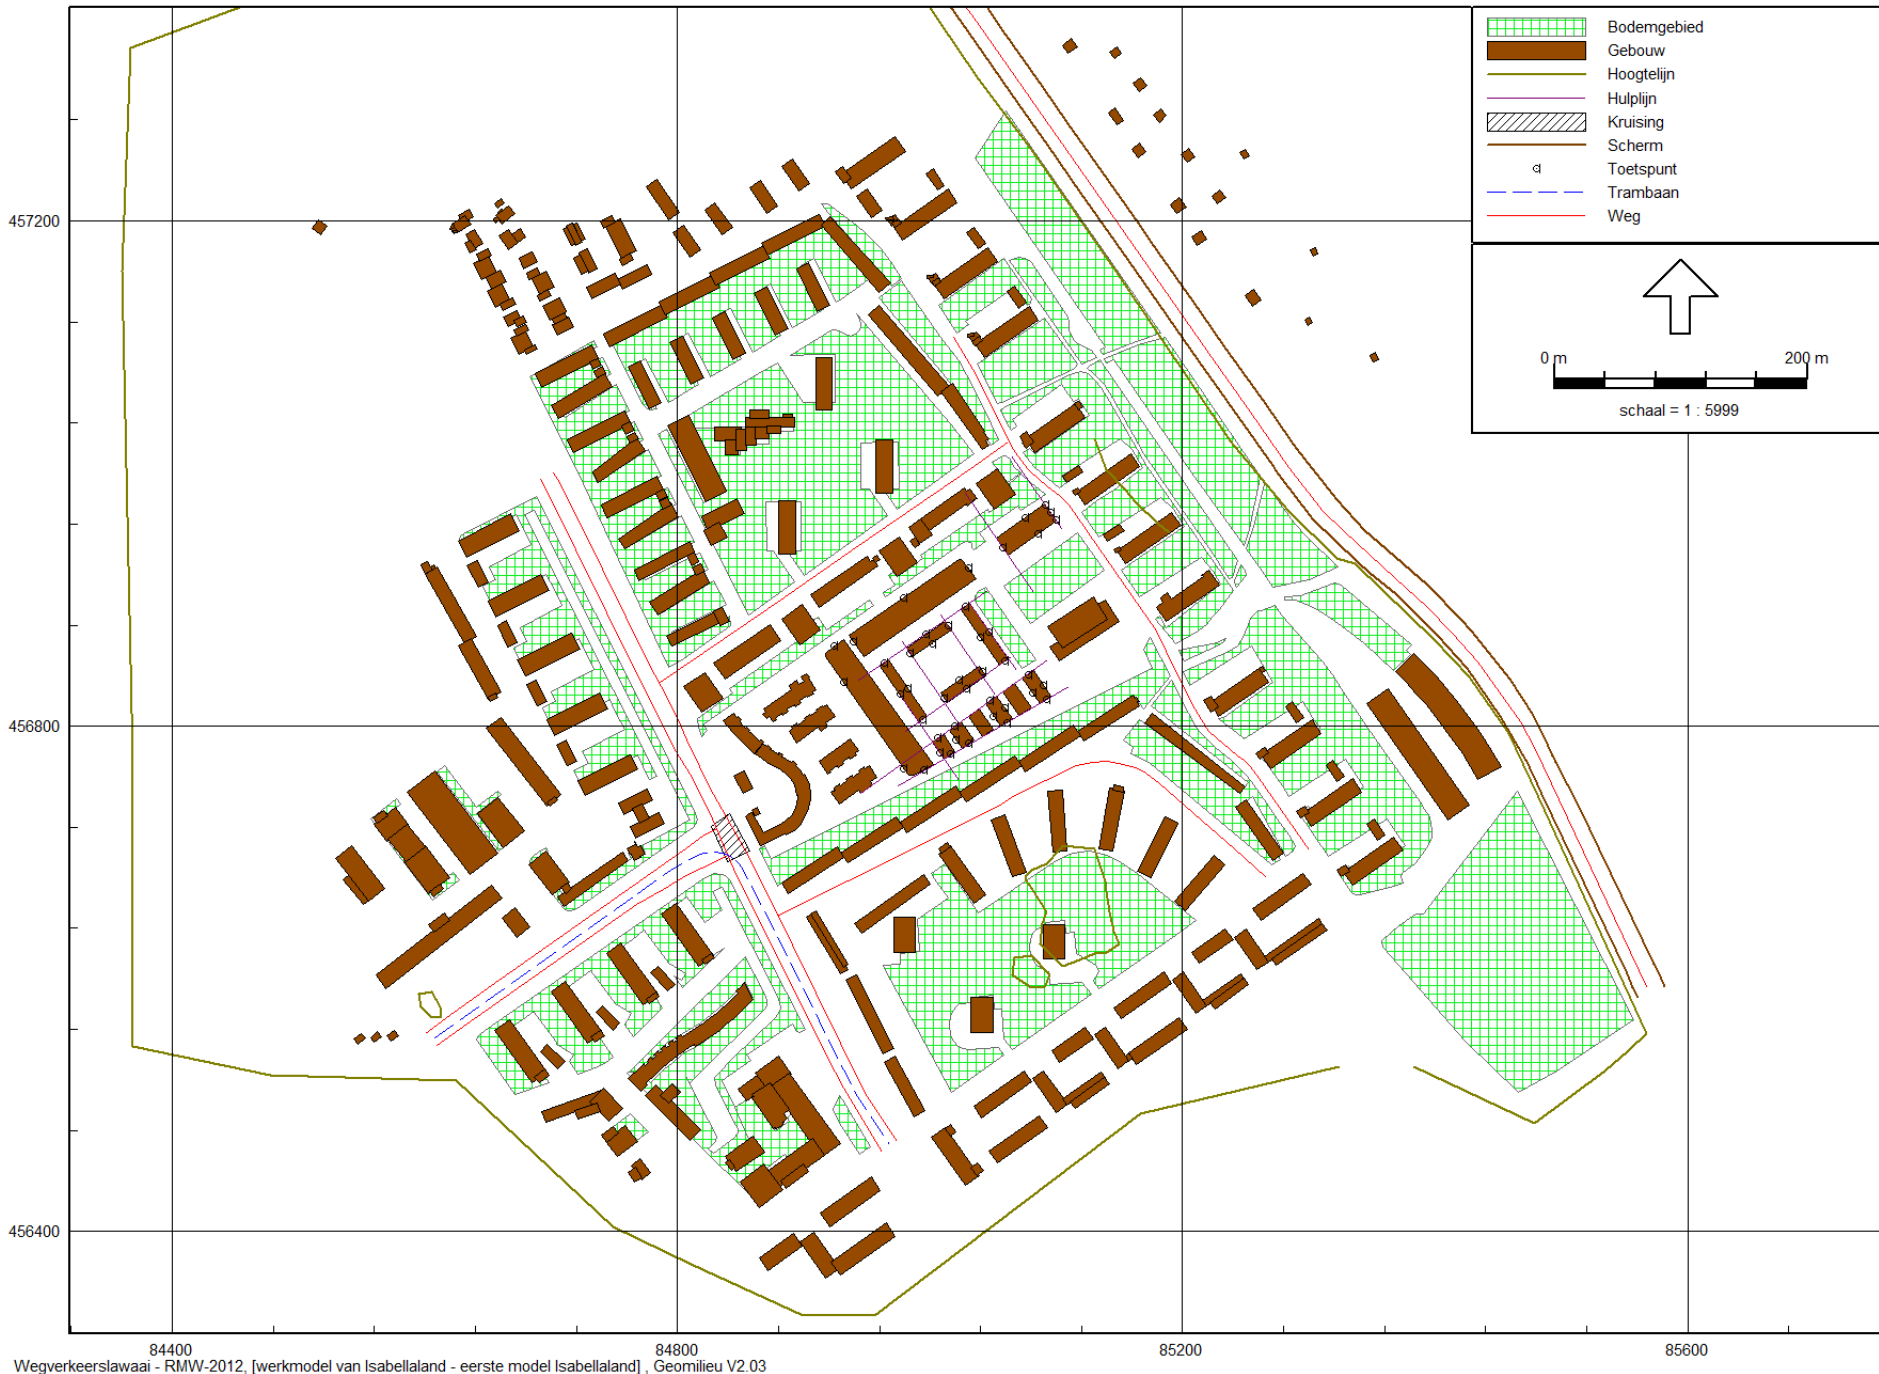 Bodemgebied
Gebouw
Hoogtelijn
Hulplijn
Kruising
Scherm
Toetspunt
Trambaan
Weg
0 m 200 m
schaal = 1 : 5999
457200
456800
456400
84400 84800 85200 85600
Wegverkeerslawaai - RMW-2012, [werkmodel van Isabellaland - eerste model Isabellaland] , Geomilieu V2.03